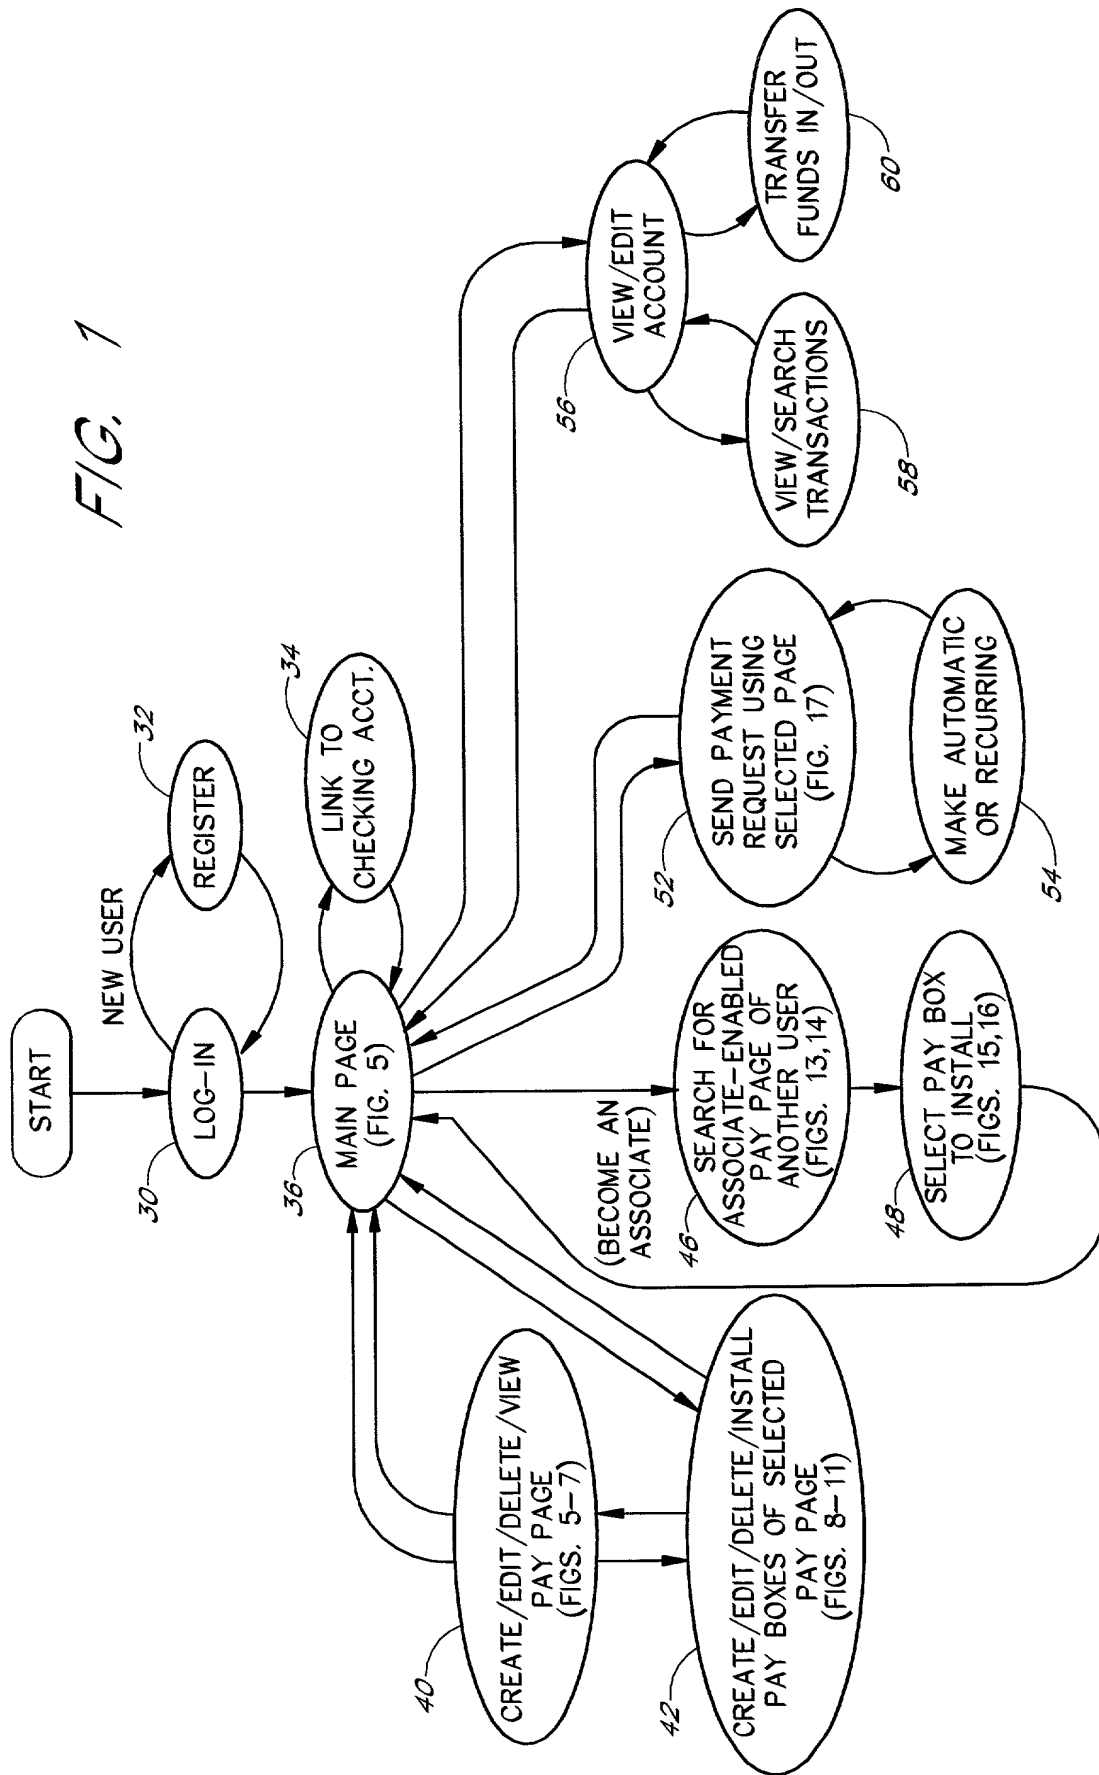 FIG. 1
START
NEW USER
LOG-IN
30
REGISTER
32
MAIN PAGE
(FIG. 5)
36
LINK TO
CHECKING ACCT.
34
CREATE/EDIT/DELETE/VIEW
PAY PAGE
(FIGS. 5-7)
40
CREATE/EDIT/DELETE/INSTALL
PAY BOXES OF SELECTED
PAY PAGE
(FIGS. 8-11)
42
(BECOME AN
ASSOCIATE)
SEARCH FOR
ASSOCIATE-ENABLED
PAY PAGE OF
ANOTHER USER
(FIGS. 13,14)
46
SELECT PAY BOX
TO INSTALL
(FIGS. 15,16)
48
SEND PAYMENT
REQUEST USING
SELECTED PAGE
(FIG. 17)
52
MAKE AUTOMATIC
OR RECURRING
54
VIEW/EDIT
ACCOUNT
56
VIEW/SEARCH
TRANSACTIONS
58
TRANSFER
FUNDS IN/OUT
60